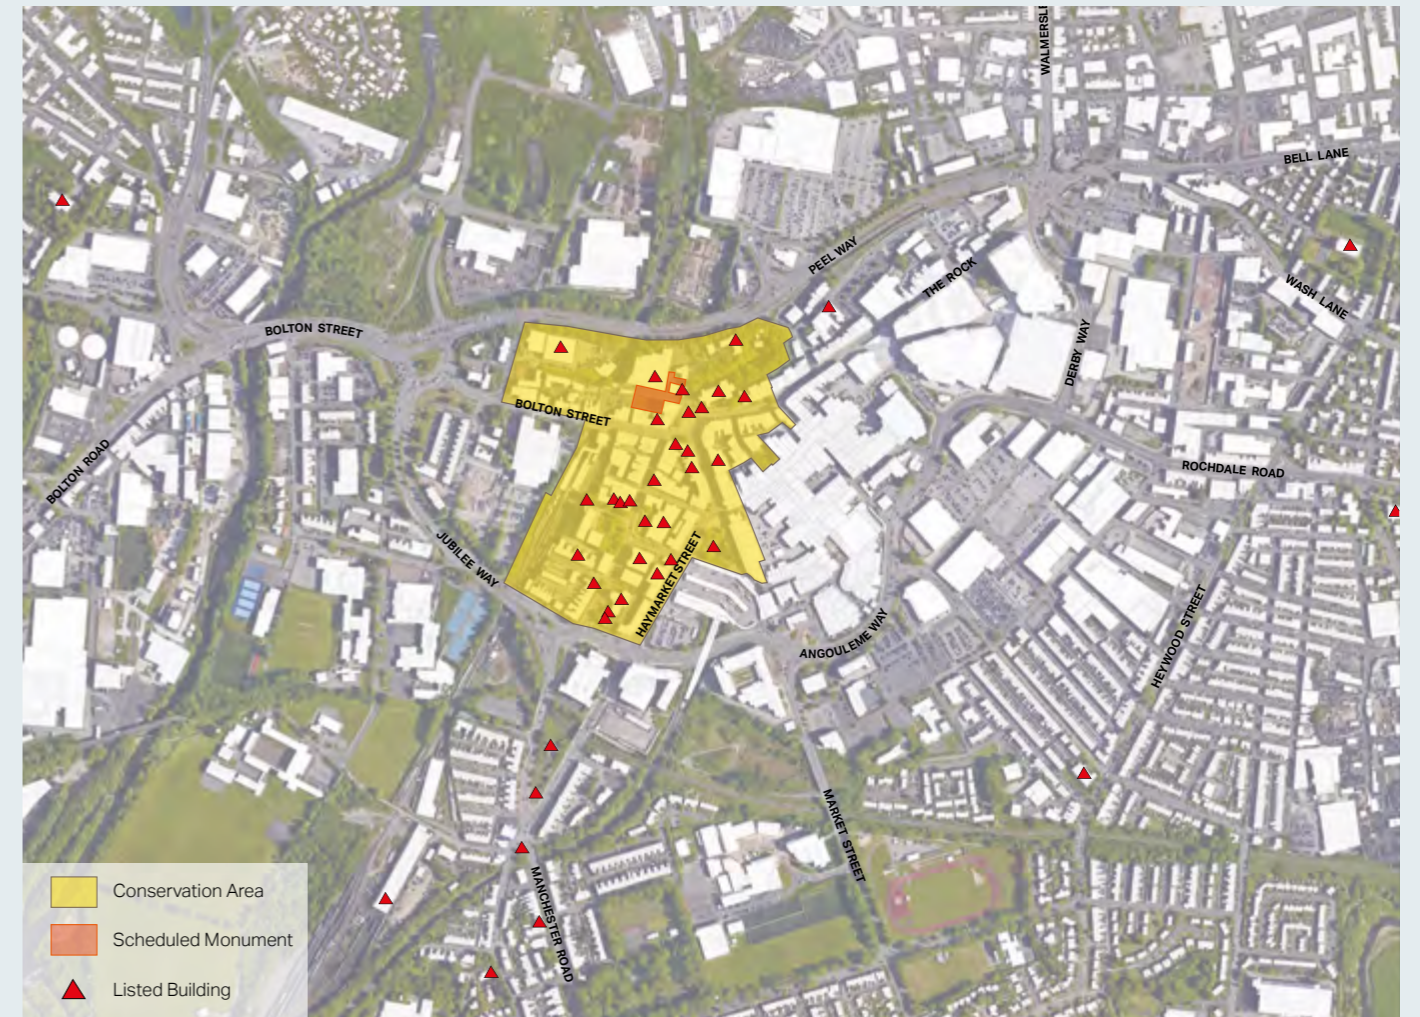 WALMERSL
BELL LANE
PEEL WAY
THE ROCK
WASH LANE
BOLTON STREET
DERBY WAY
BOLTON STREET
BOLTON ROAD
ROCHDALE ROAD
JUBILEE WAY
HAYMARKET STREET
HEYWOOD STREET
ANGOULEME WAY
MARKET STREET
MANCHESTER ROAD
Conservation Area
Scheduled Monument
Listed Building